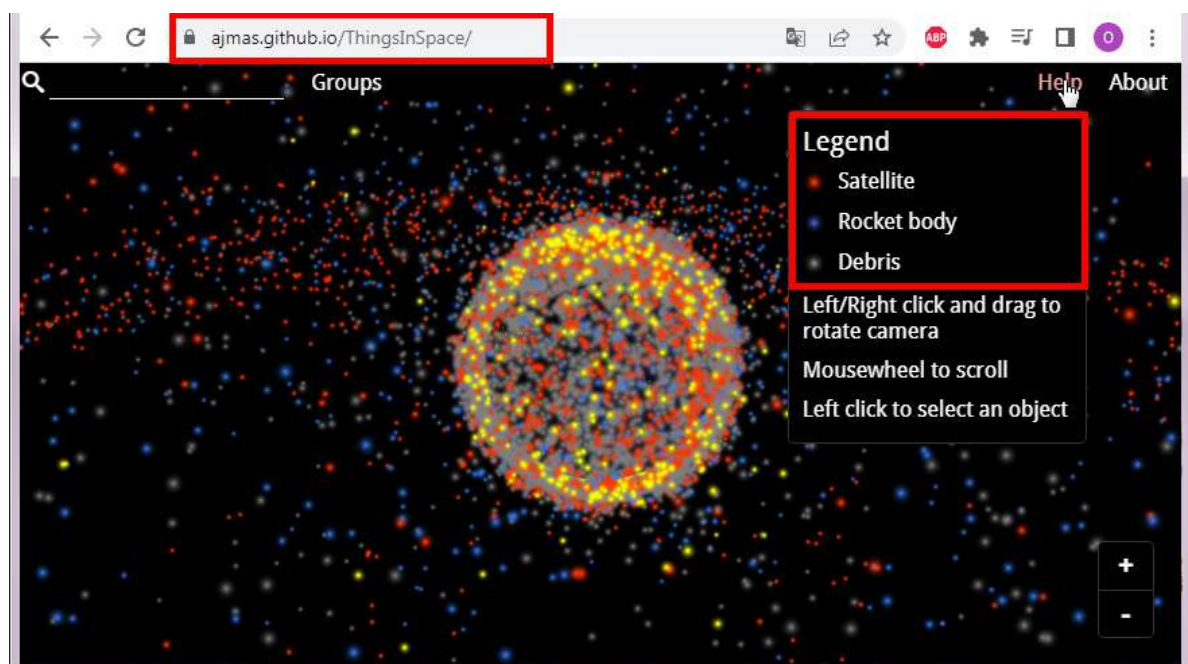 ajmas.github.io/ThingsInSpace/
ABP
O
Groups
Help
About
Legend
Satellite
Rocket body
Debris
Left/Right click and drag to
rotate camera
Mousewheel to scroll
Left click to select an object
+
-